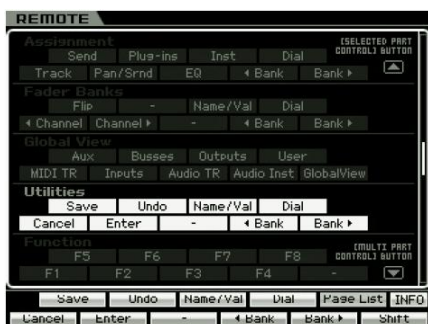 REMOTE
Assignment
[SELECTED PART CONTROL] BUTTON
Send Plug-ins Inst Dial
Track Pan/Srnd EQ ◂ Bank Bank ▸
Fader Banks
Flip - Name/Val Dial
◂ Channel Channel ▸ - ◂ Bank Bank ▸
Global View
Aux Busses Outputs User
MIDI TR Inputs Audio TR Audio Inst GlobalView
Utilities
Save Undo Name/Val Dial
Cancel Enter - ◂ Bank Bank ▸
Function
[MULTI PART CONTROL] BUTTON
F5 F6 F7 F8
F1 F2 F3 F4 -
Save Undo Name/Val Dial Page List INFO
Cancel Enter - ◂ Bank Bank ▸ Shift